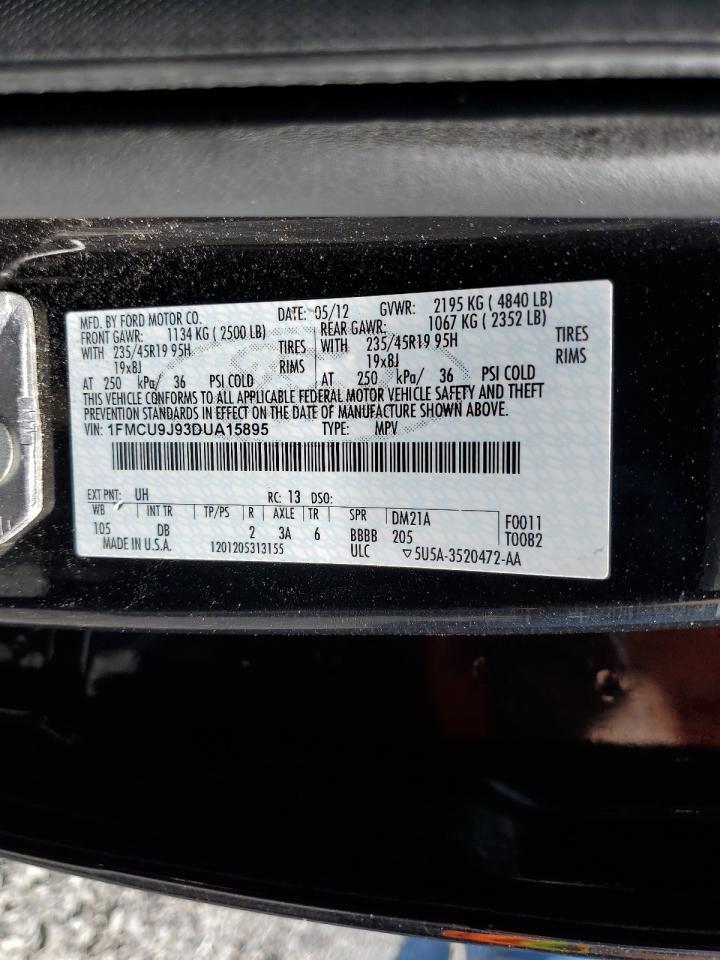 MFD. BY FORD MOTOR CO. DATE: 05/12 GVWR: 2195 KG ( 4840 LB)
FRONT GAWR: 1134 KG ( 2500 LB) REAR GAWR: 1067 KG ( 2352 LB)
WITH 235/45R19 95H TIRES WITH 235/45R19 95H TIRES
19x8J RIMS 19x8J RIMS
AT 250 kPa/ 36 PSI COLD AT 250 kPa/ 36 PSI COLD
THIS VEHICLE CONFORMS TO ALL APPLICABLE FEDERAL MOTOR VEHICLE SAFETY AND THEFT
PREVENTION STANDARDS IN EFFECT ON THE DATE OF MANUFACTURE SHOWN ABOVE.
VIN: 1FMCU9J93DUA15895 TYPE: MPV
EXT PNT: UH RC: 13 DSO:
WB INT TR TP/PS R AXLE TR SPR DM21A F0011
105 DB 2 3A 6 BBBB 205 T0082
MADE IN U.S.A. 1201205313155 ULC ▽5U5A-3520472-AA